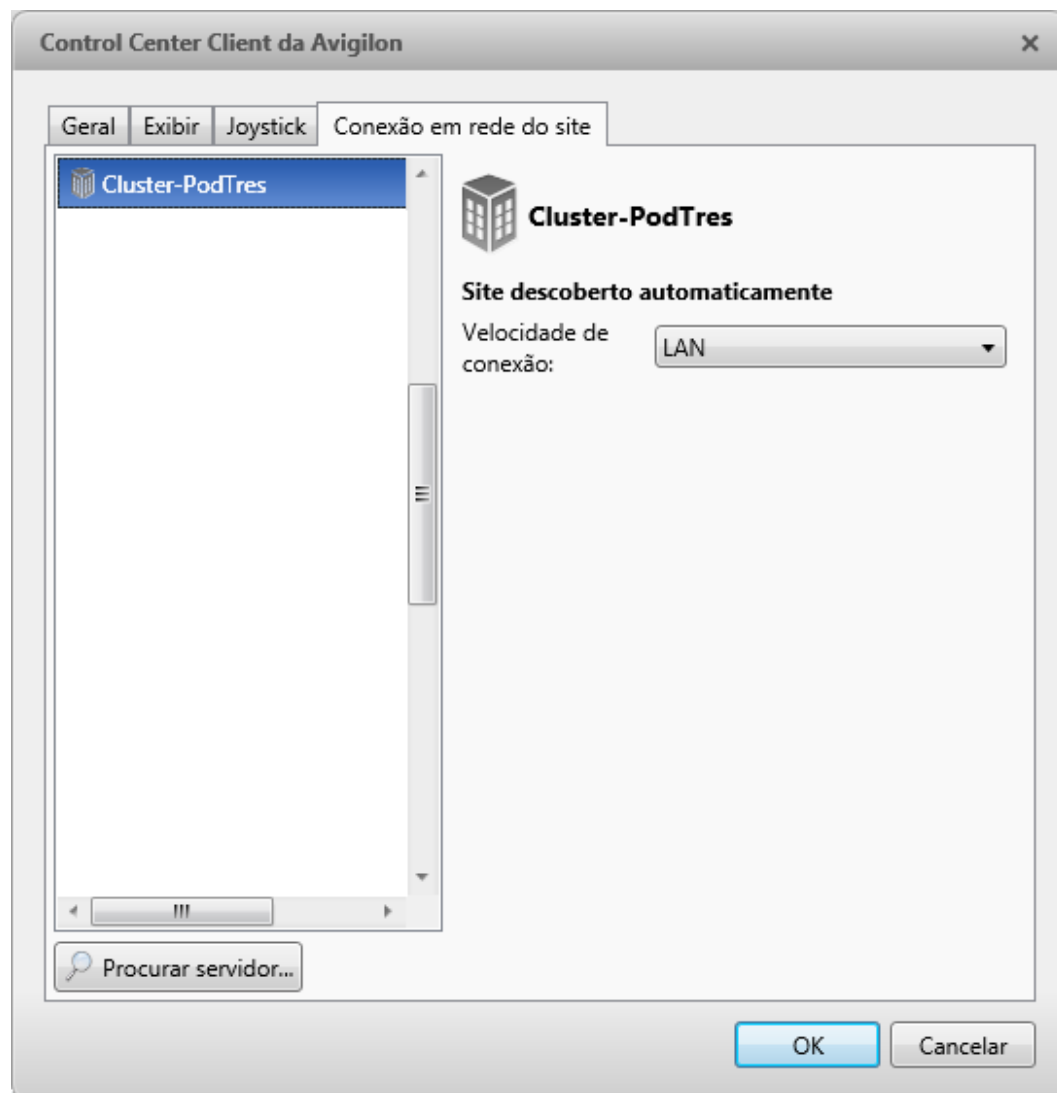 Control Center Client da Avigilon
Geral Exibir Joystick Conexão em rede do site
Cluster-PodTres
Cluster-PodTres
Site descoberto automaticamente
Velocidade de
conexão:
LAN
Procurar servidor...
OK Cancelar